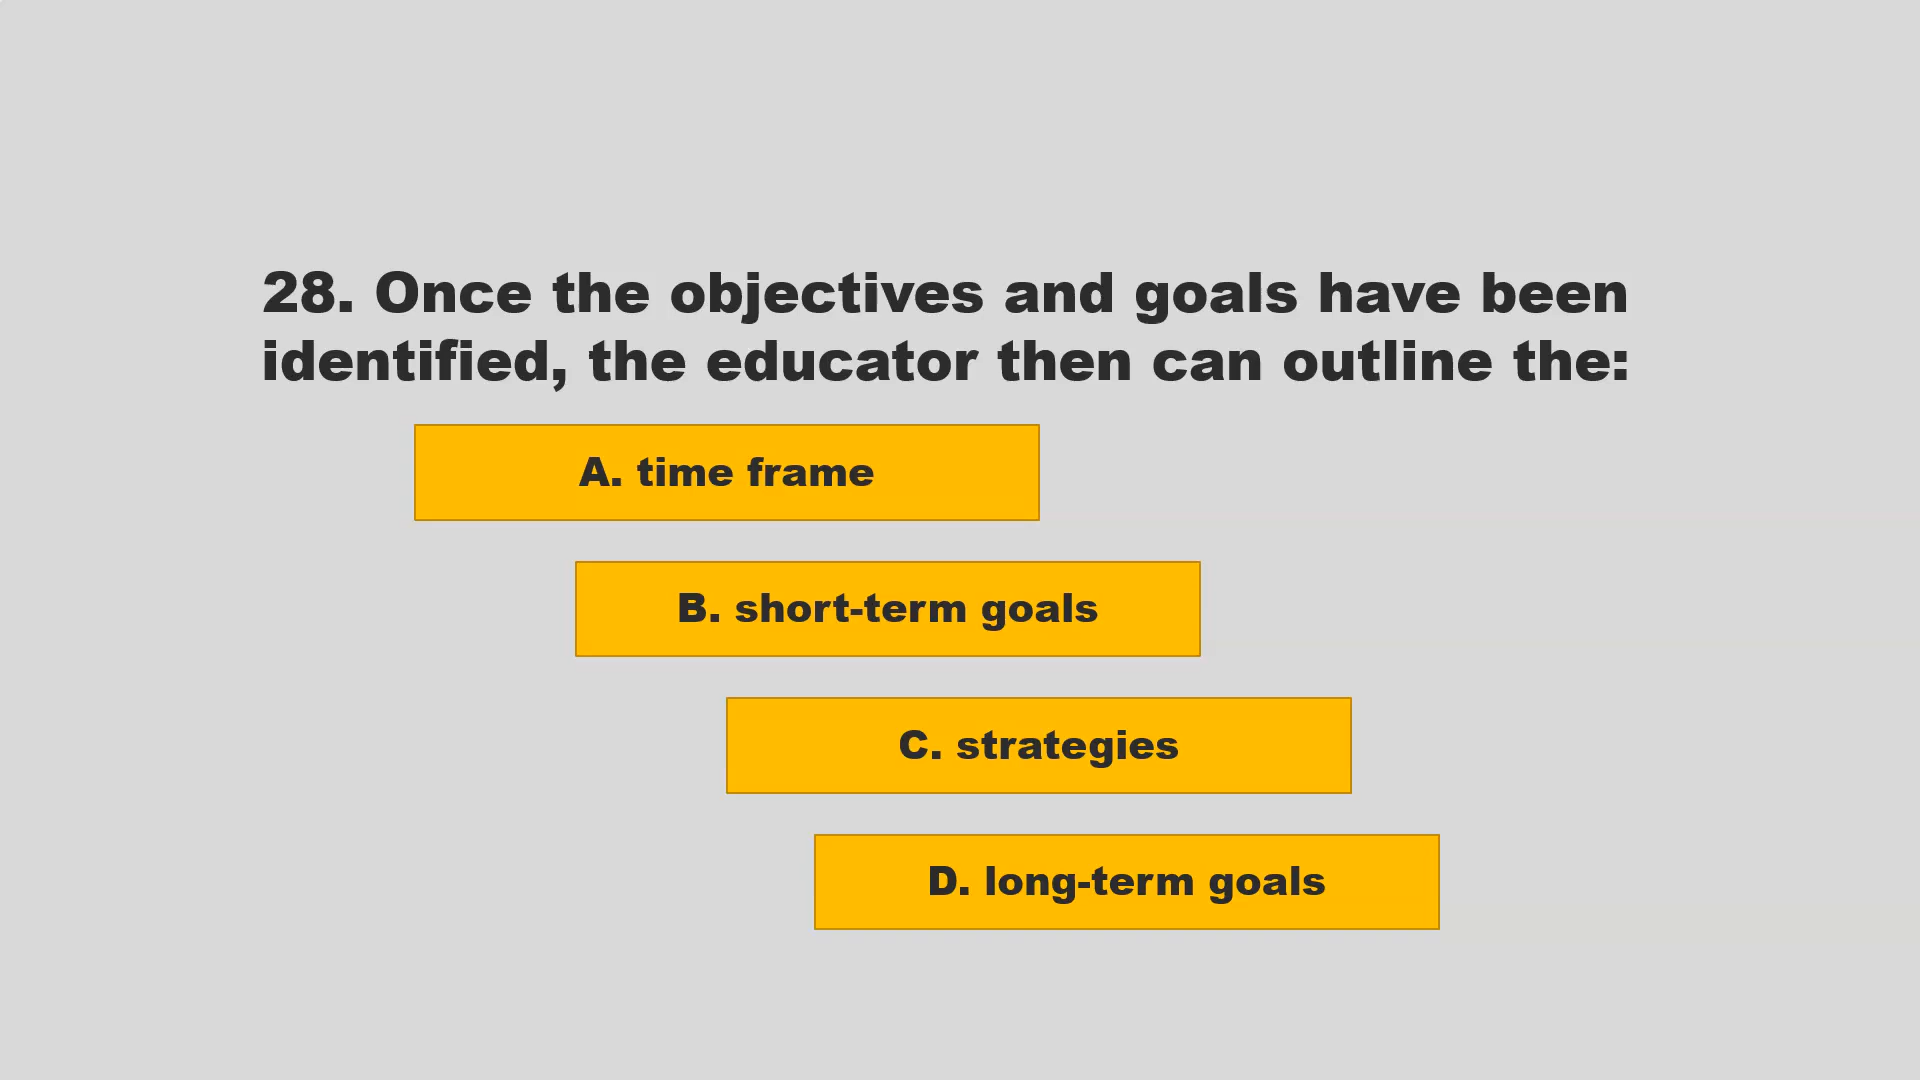 28. Once the objectives and goals have been
identified, the educator then can outline the:
A. time frame
B. short-term goals
C. strategies
D. long-term goals